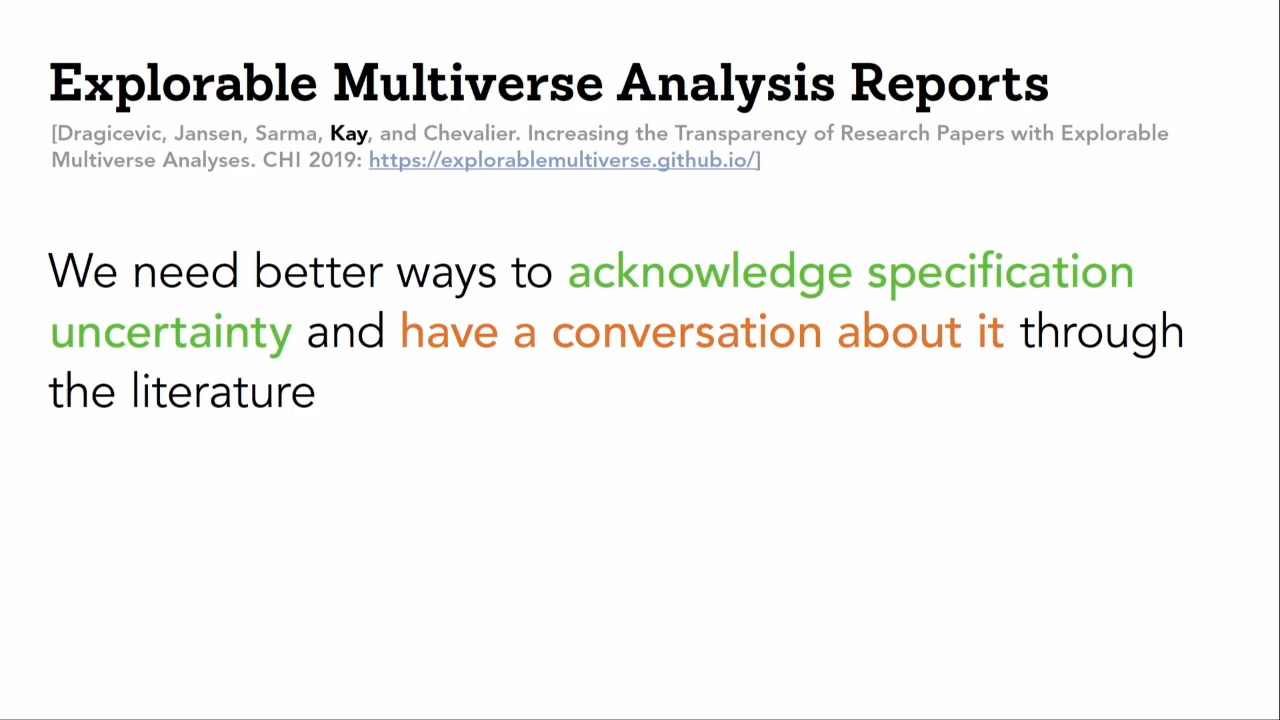 Explorable Multiverse Analysis Reports
[Dragicevic, Jansen, Sarma, Kay, and Chevalier. Increasing the Transparency of Research Papers with Explorable
Multiverse Analyses. CHI 2019: https://explorablemultiverse.github.io/]
We need better ways to acknowledge specification
uncertainty and have a conversation about it through
the literature